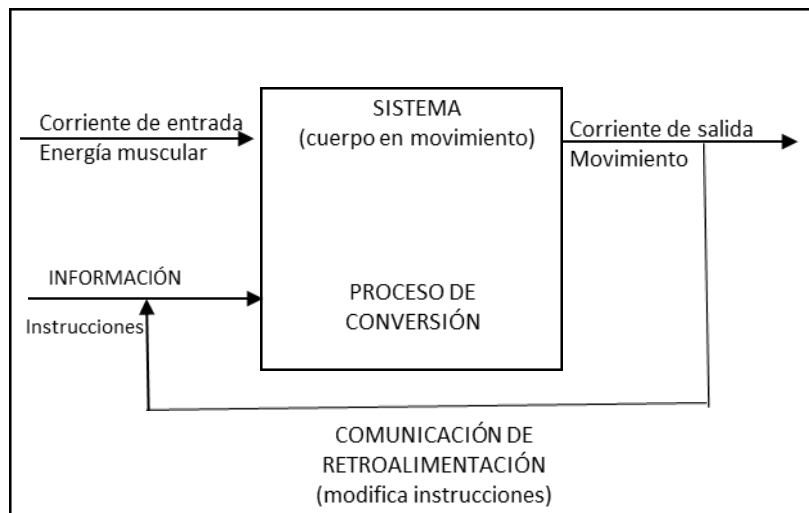 Corriente de entrada
Energía muscular
SISTEMA
(cuerpo en movimiento)
Corriente de salida
Movimiento
INFORMACIÓN
Instrucciones
PROCESO DE
CONVERSIÓN
COMUNICACIÓN DE
RETROALIMENTACIÓN
(modifica instrucciones)